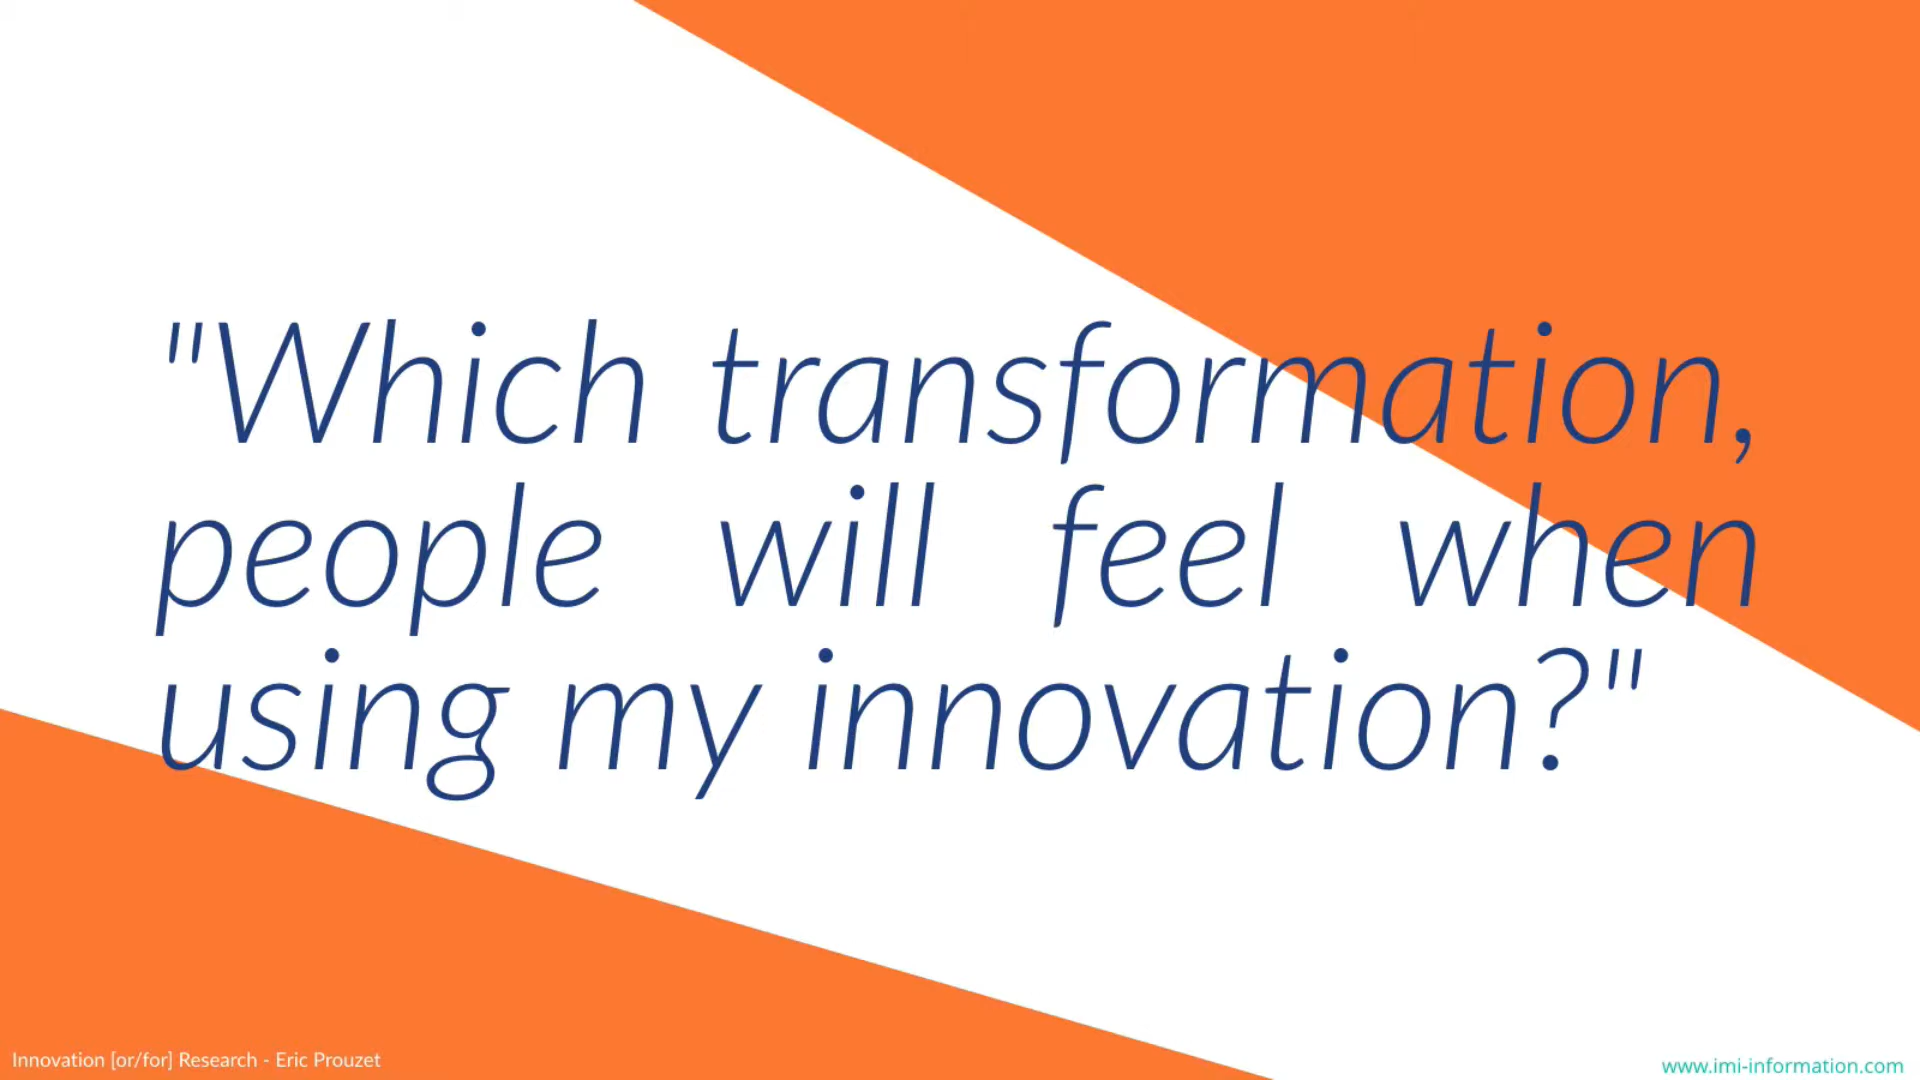 "Which transformation,
people will feel when
using my innovation?"
Innovation [or/for] Research - Eric Prouzet
www.imi-information.com